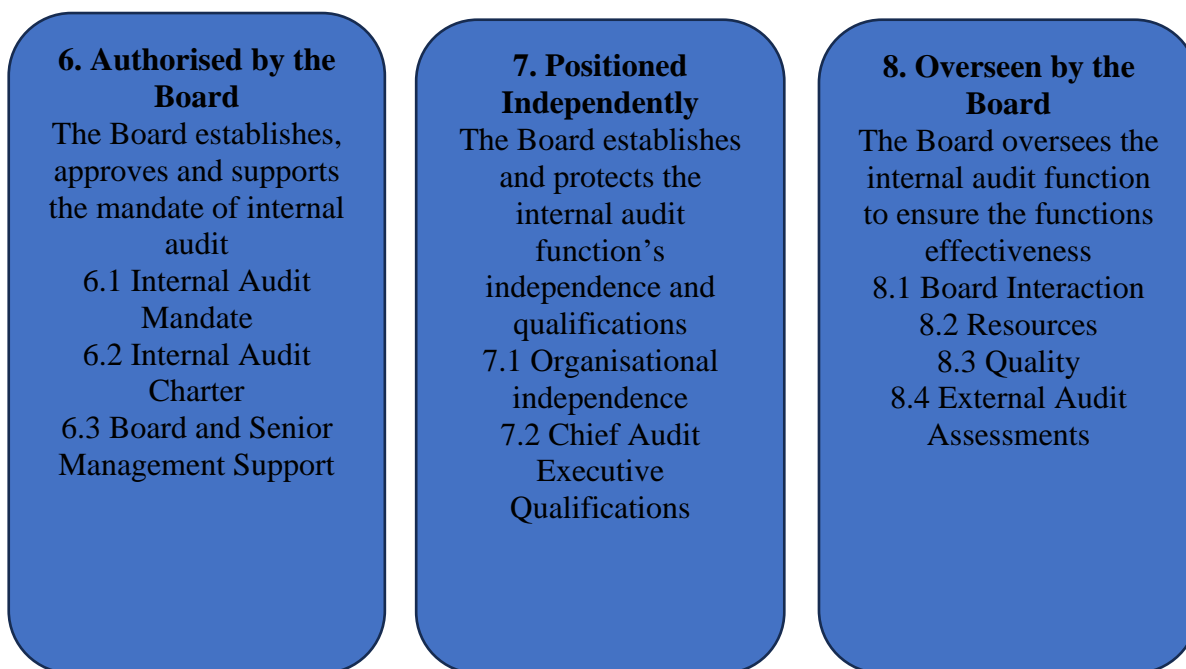 6. Authorised by the
Board
The Board establishes,
approves and supports
the mandate of internal
audit
6.1 Internal Audit
Mandate
6.2 Internal Audit
Charter
6.3 Board and Senior
Management Support
7. Positioned
Independently
The Board establishes
and protects the
internal audit
function’s
independence and
qualifications
7.1 Organisational
independence
7.2 Chief Audit
Executive
Qualifications
8. Overseen by the
Board
The Board oversees the
internal audit function
to ensure the functions
effectiveness
8.1 Board Interaction
8.2 Resources
8.3 Quality
8.4 External Audit
Assessments